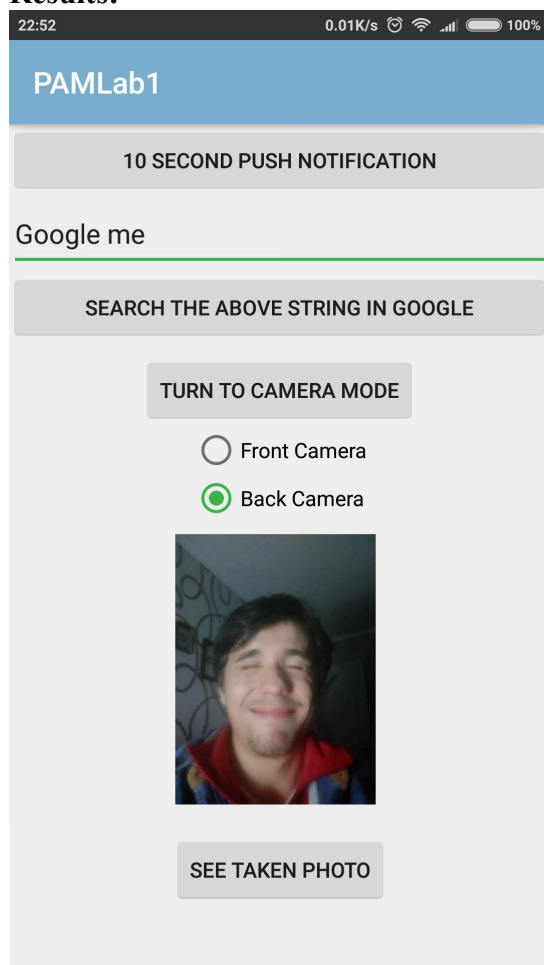 Results:
22:52 0.01K/s 100%
PAMLab1
10 SECOND PUSH NOTIFICATION
Google me
SEARCH THE ABOVE STRING IN GOOGLE
TURN TO CAMERA MODE
Front Camera
Back Camera
SEE TAKEN PHOTO